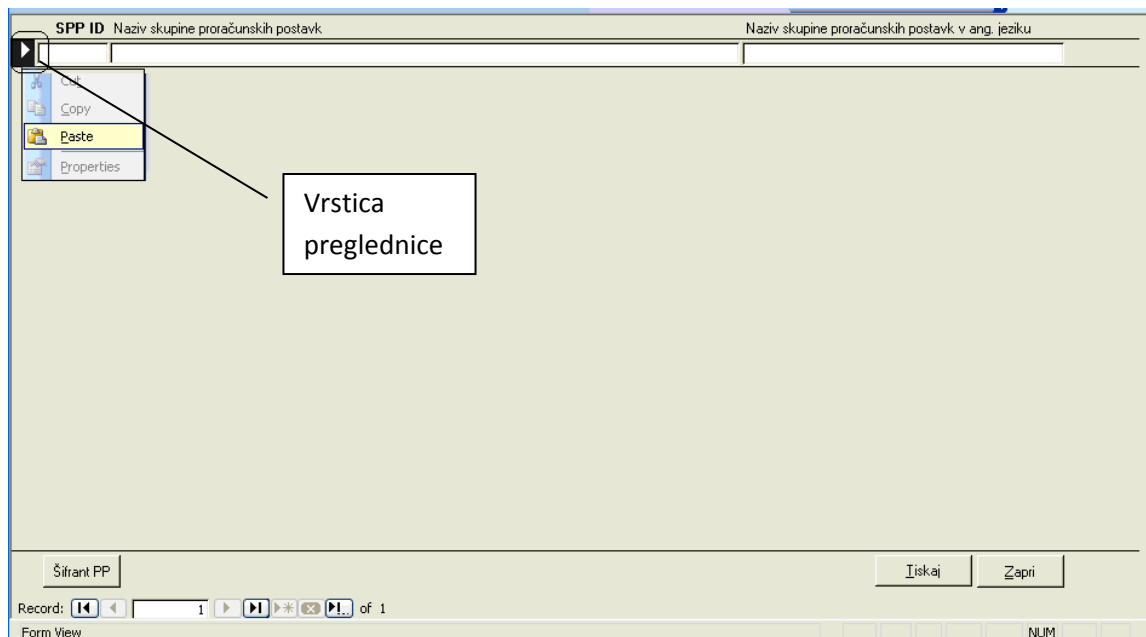 SPP ID Naziv skupine proračunskih postavk Naziv skupine proračunskih postavk v ang. jeziku
Cut
Copy
Paste
Properties
Vrstica
preglednice
Šifrant PP Tiskaj Zapri
Record: 1 of 1
Form View NUM